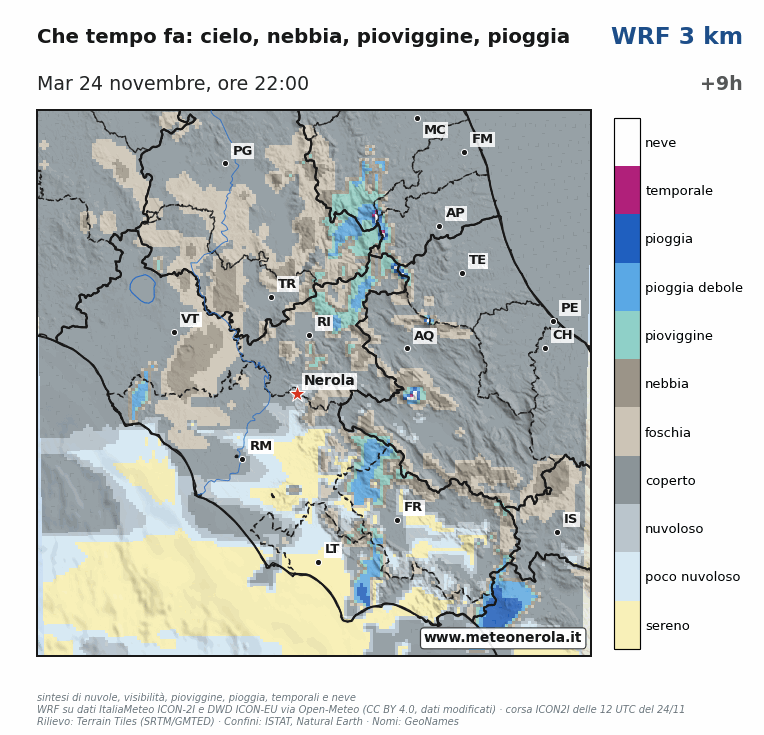 Che tempo fa: cielo, nebbia, pioviggine, pioggia
WRF 3 km
Mar 24 novembre, ore 22:00
+9h
MC
FM
PG
AP
TE
TR
PE
VT
RI
AQ
CH
Nerola
RM
FR
IS
LT
www.meteonerola.it
neve
temporale
pioggia
pioggia debole
pioviggine
nebbia
foschia
coperto
nuvoloso
poco nuvoloso
sereno
sintesi di nuvole, visibilità, pioviggine, pioggia, temporali e neve
WRF su dati ItaliaMeteo ICON-2I e DWD ICON-EU via Open-Meteo (CC BY 4.0, dati modificati) · corsa ICON2I delle 12 UTC del 24/11
Rilievo: Terrain Tiles (SRTM/GMTED) · Confini: ISTAT, Natural Earth · Nomi: GeoNames